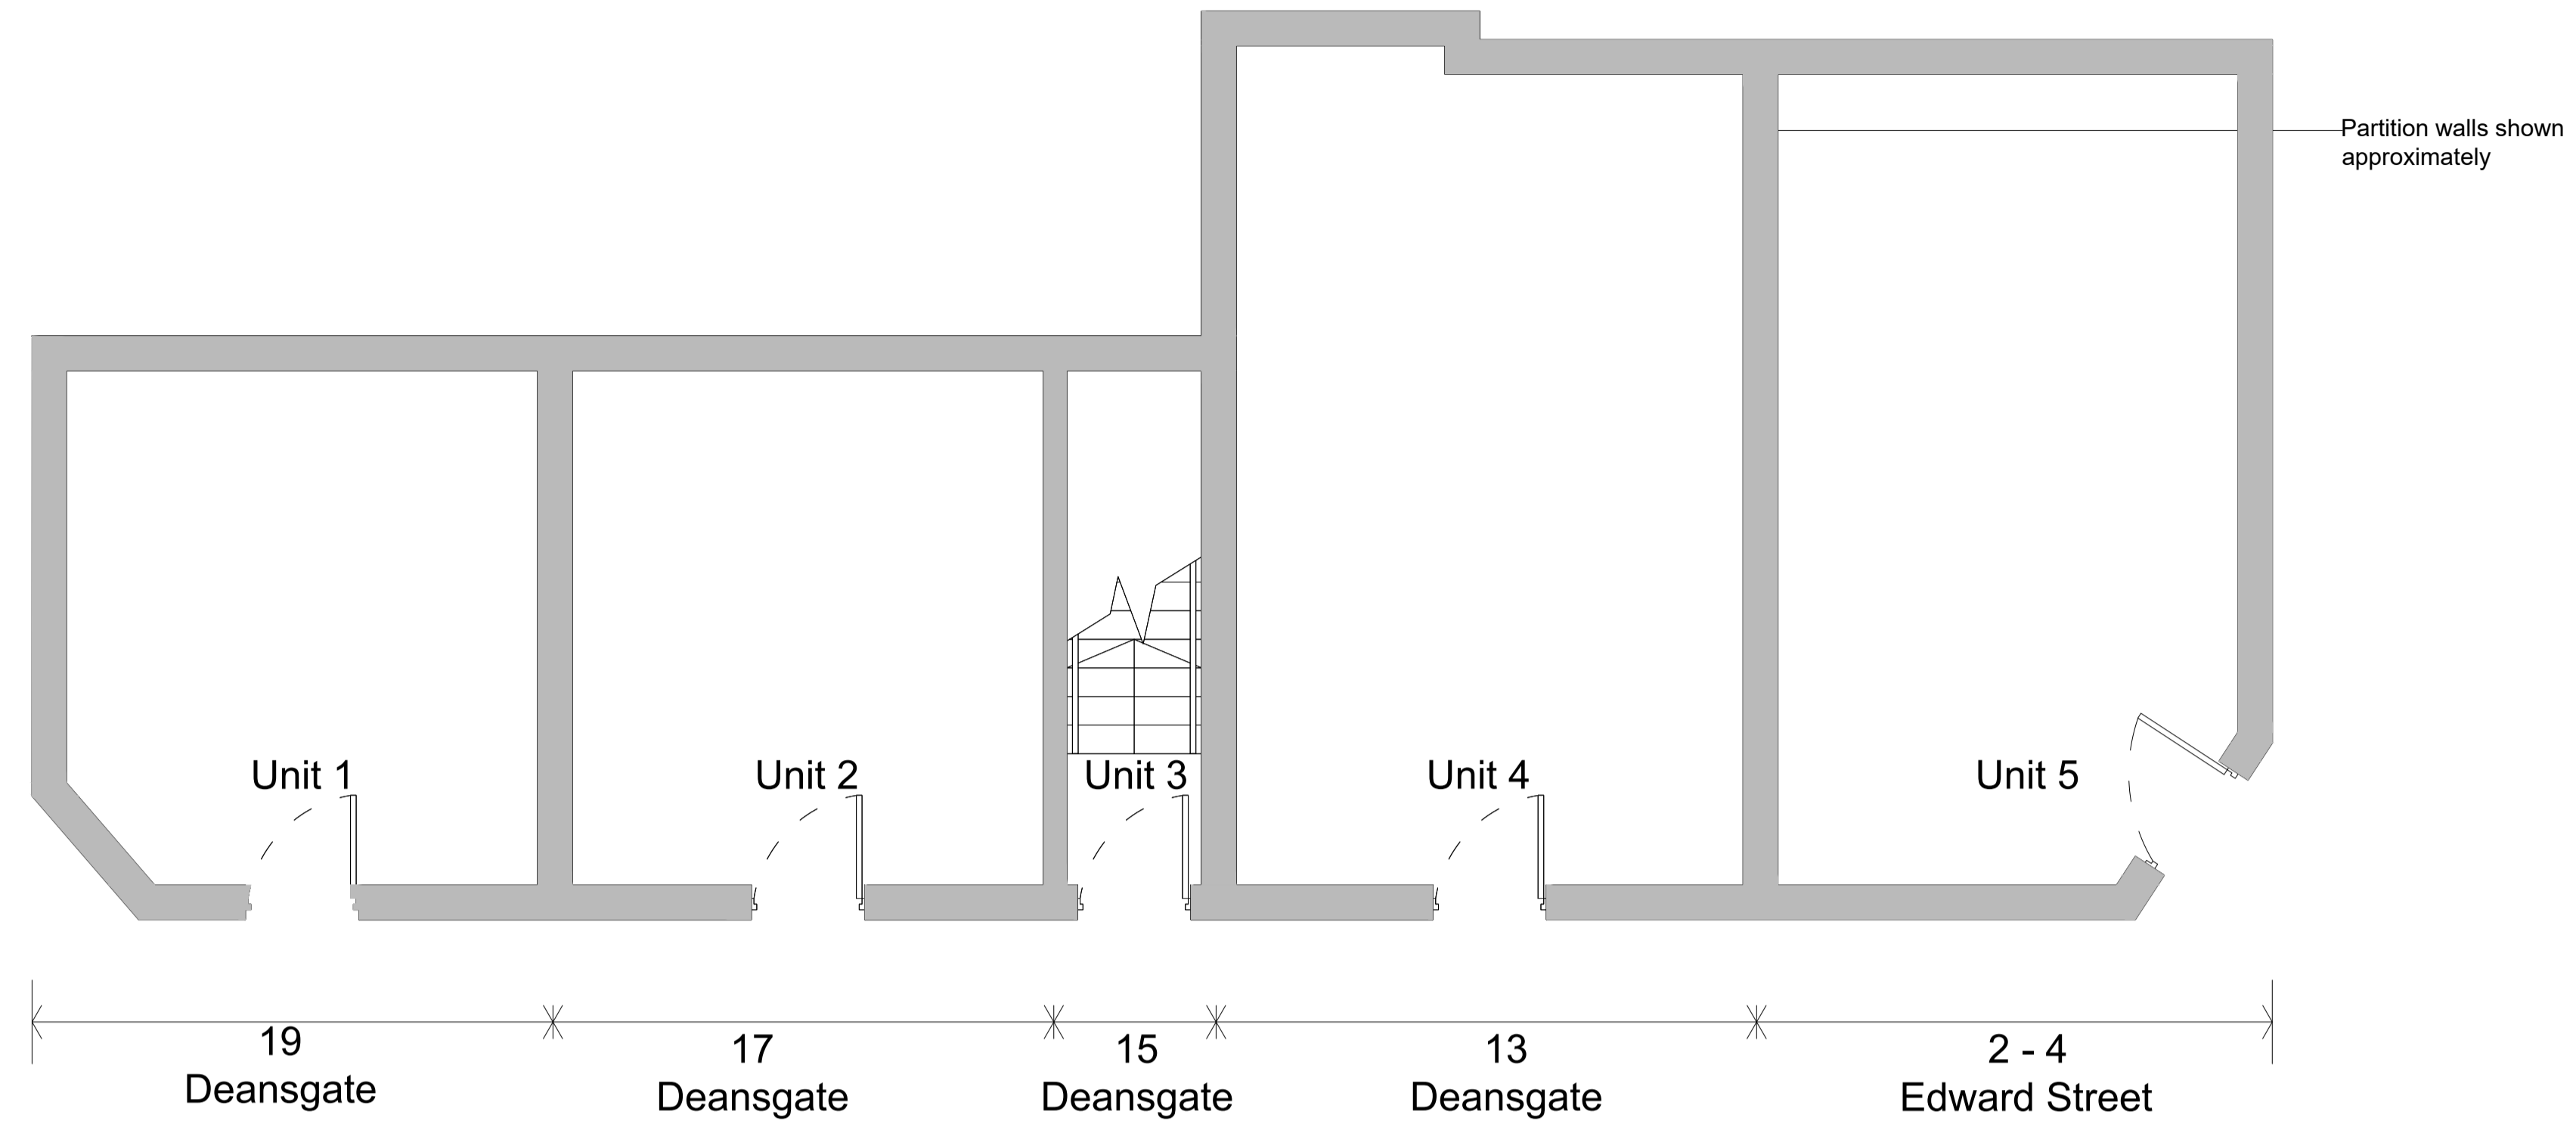 Partition walls shown
approximately
Unit 1
Unit 2
Unit 3
Unit 4
Unit 5
19
Deansgate
17
Deansgate
15
Deansgate
13
Deansgate
2 - 4
Edward Street